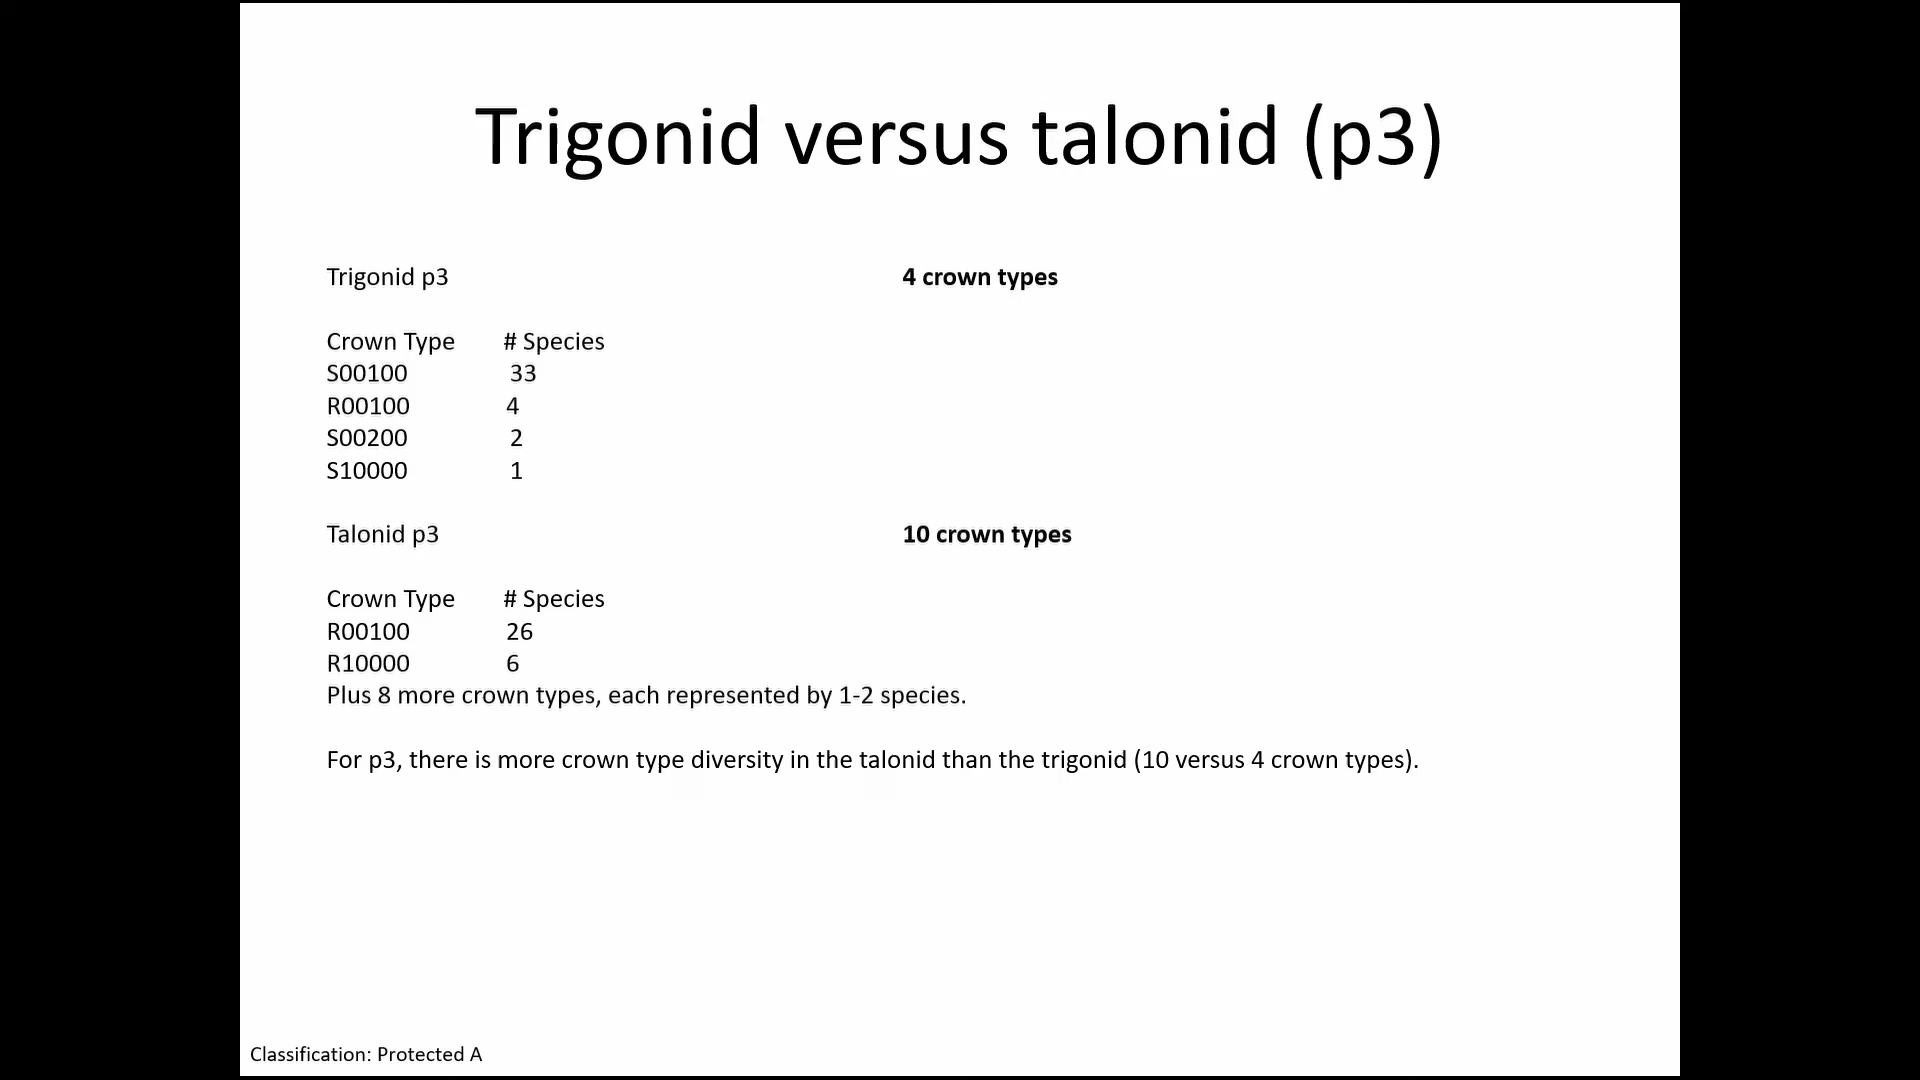 Trigonid versus talonid (p3)
Trigonid p3 4 crown types
Crown Type # Species
S00100 33
R00100 4
S00200 2
S10000 1
Talonid p3 10 crown types
Crown Type # Species
R00100 26
R10000 6
Plus 8 more crown types, each represented by 1-2 species.
For p3, there is more crown type diversity in the talonid than the trigonid (10 versus 4 crown types).
Classification: Protected A